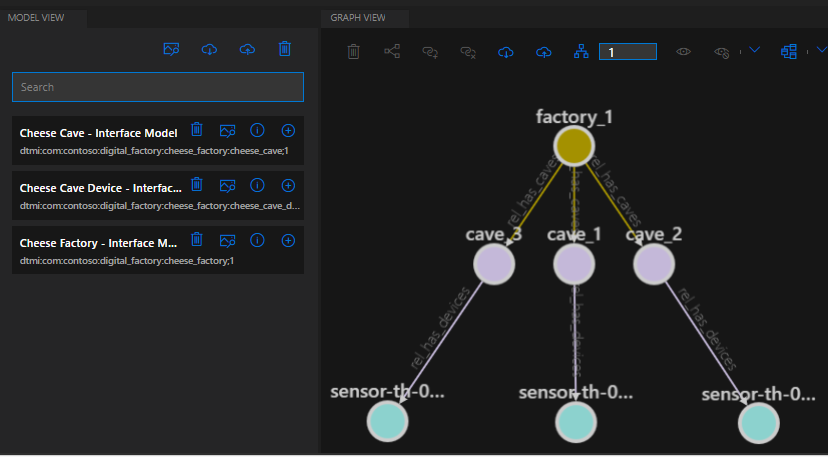 MODEL VIEW
GRAPH VIEW
1
Search
Cheese Cave - Interface Model
dtmi:com:contoso:digital_factory:cheese_factory:cheese_cave;1
Cheese Cave Device - Interfac...
dtmi:com:contoso:digital_factory:cheese_factory:cheese_cave_d...
Cheese Factory - Interface M...
dtmi:com:contoso:digital_factory:cheese_factory;1
factory_1
rel_has_caves
rel_has_caves
rel_has_caves
cave_3
cave_1
cave_2
rel_has_devices
rel_has_devices
rel_has_devices
sensor-th-0...
sensor-th-0...
sensor-th-0...